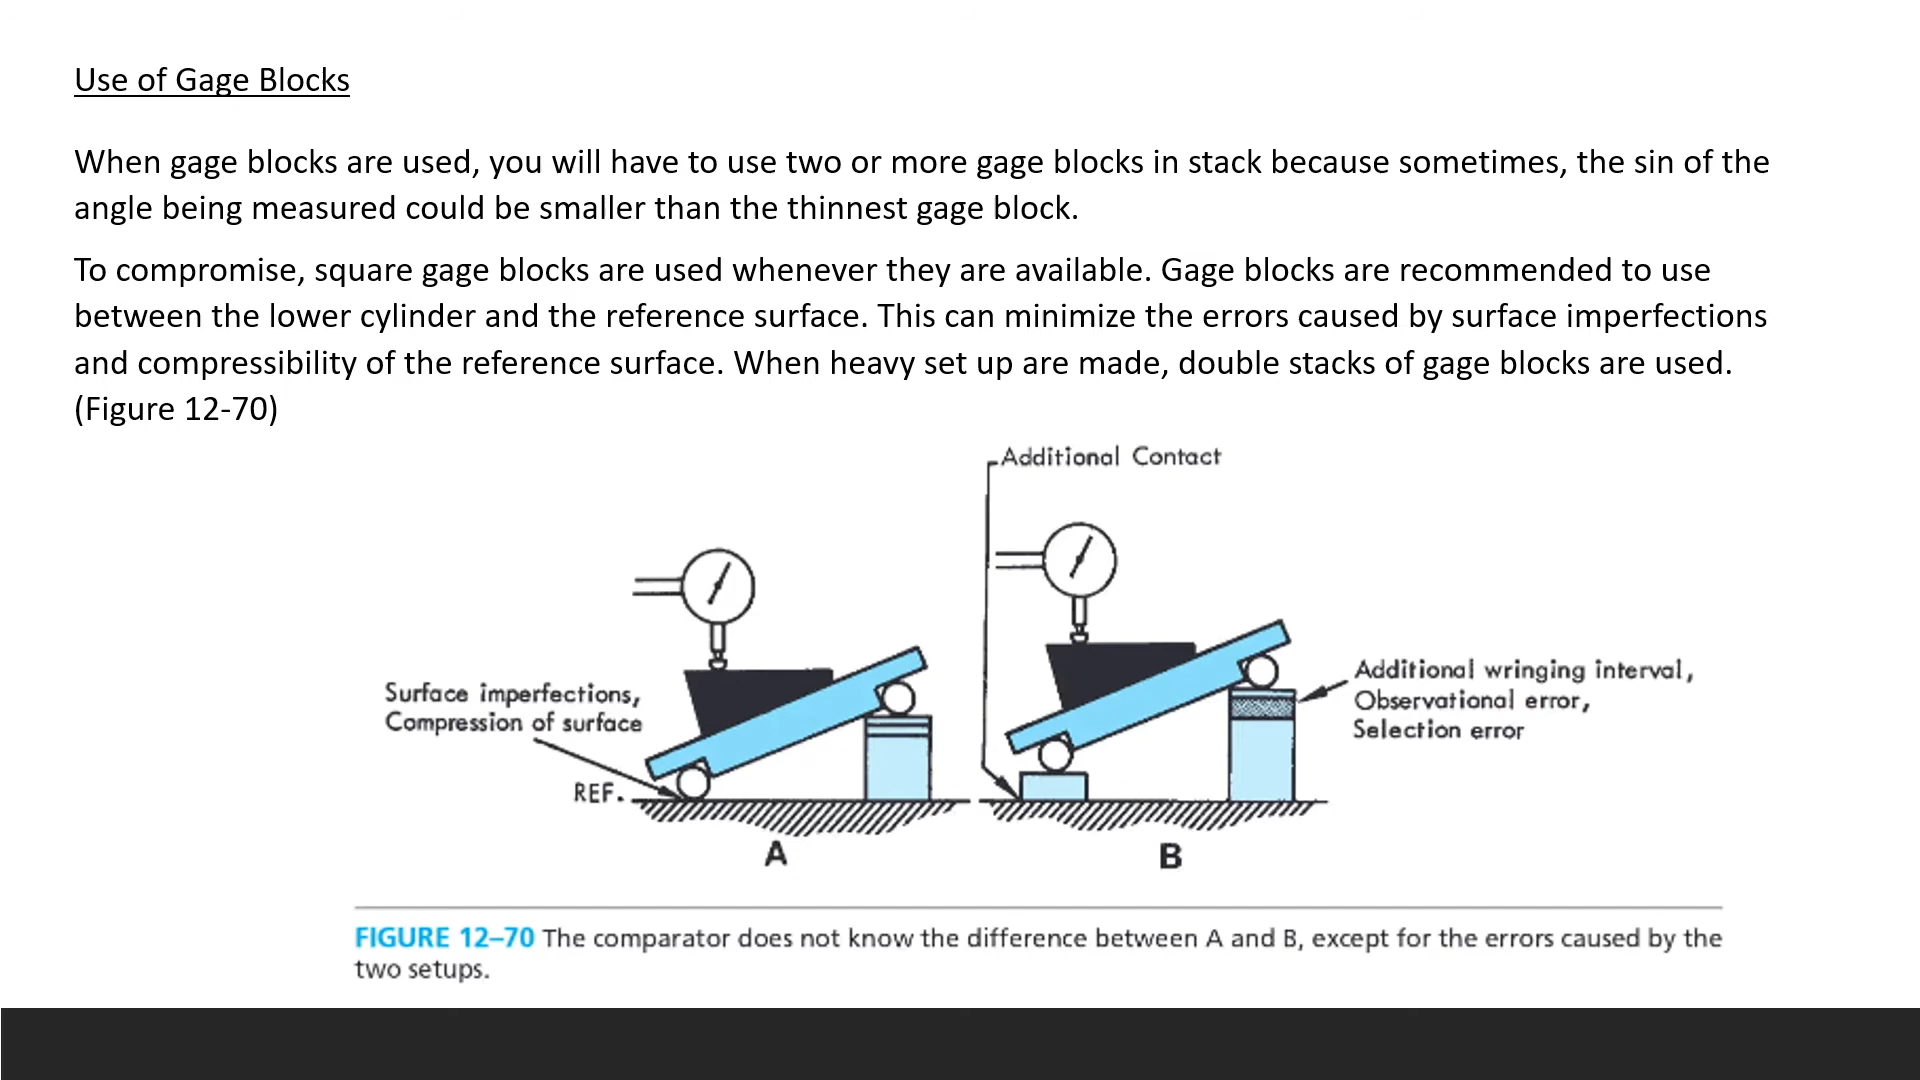 Use of Gage Blocks
When gage blocks are used, you will have to use two or more gage blocks in stack because sometimes, the sin of the
angle being measured could be smaller than the thinnest gage block.
To compromise, square gage blocks are used whenever they are available. Gage blocks are recommended to use
between the lower cylinder and the reference surface. This can minimize the errors caused by surface imperfections
and compressibility of the reference surface. When heavy set up are made, double stacks of gage blocks are used.
(Figure 12-70)
Additional Contact
Surface imperfections,
Compression of surface
REF.
Additional wringing interval,
Observational error,
Selection error
A
B
FIGURE 12–70 The comparator does not know the difference between A and B, except for the errors caused by the
two setups.